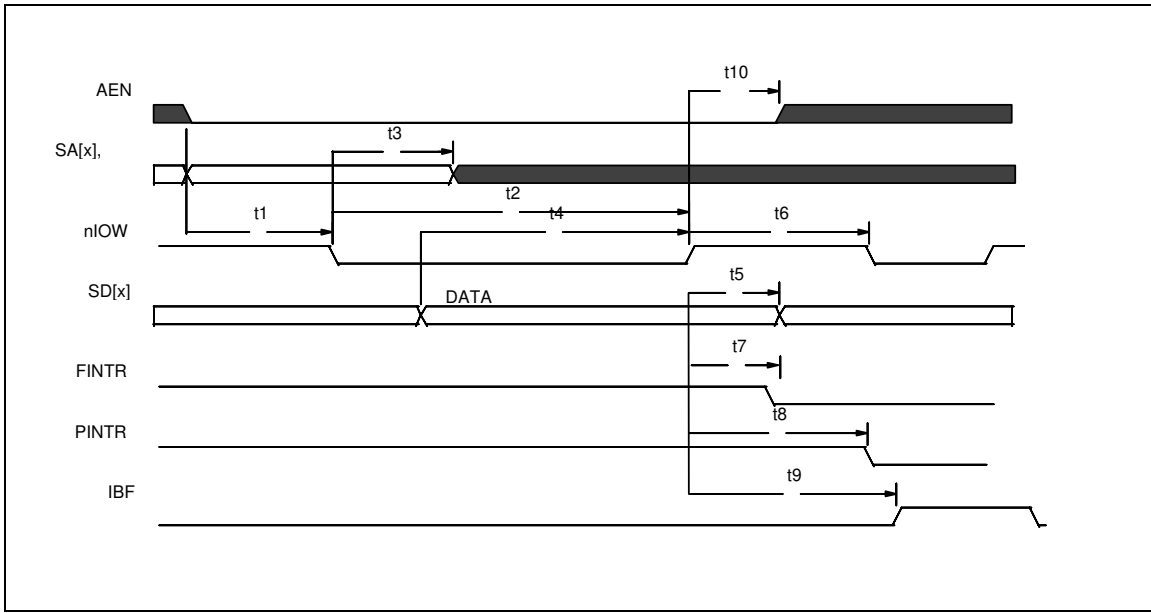 t10
AEN
t3
SA[x],
t2
t1
t4
t6
nIOW
t5
SD[x]
DATA
t7
FINTR
t8
PINTR
t9
IBF